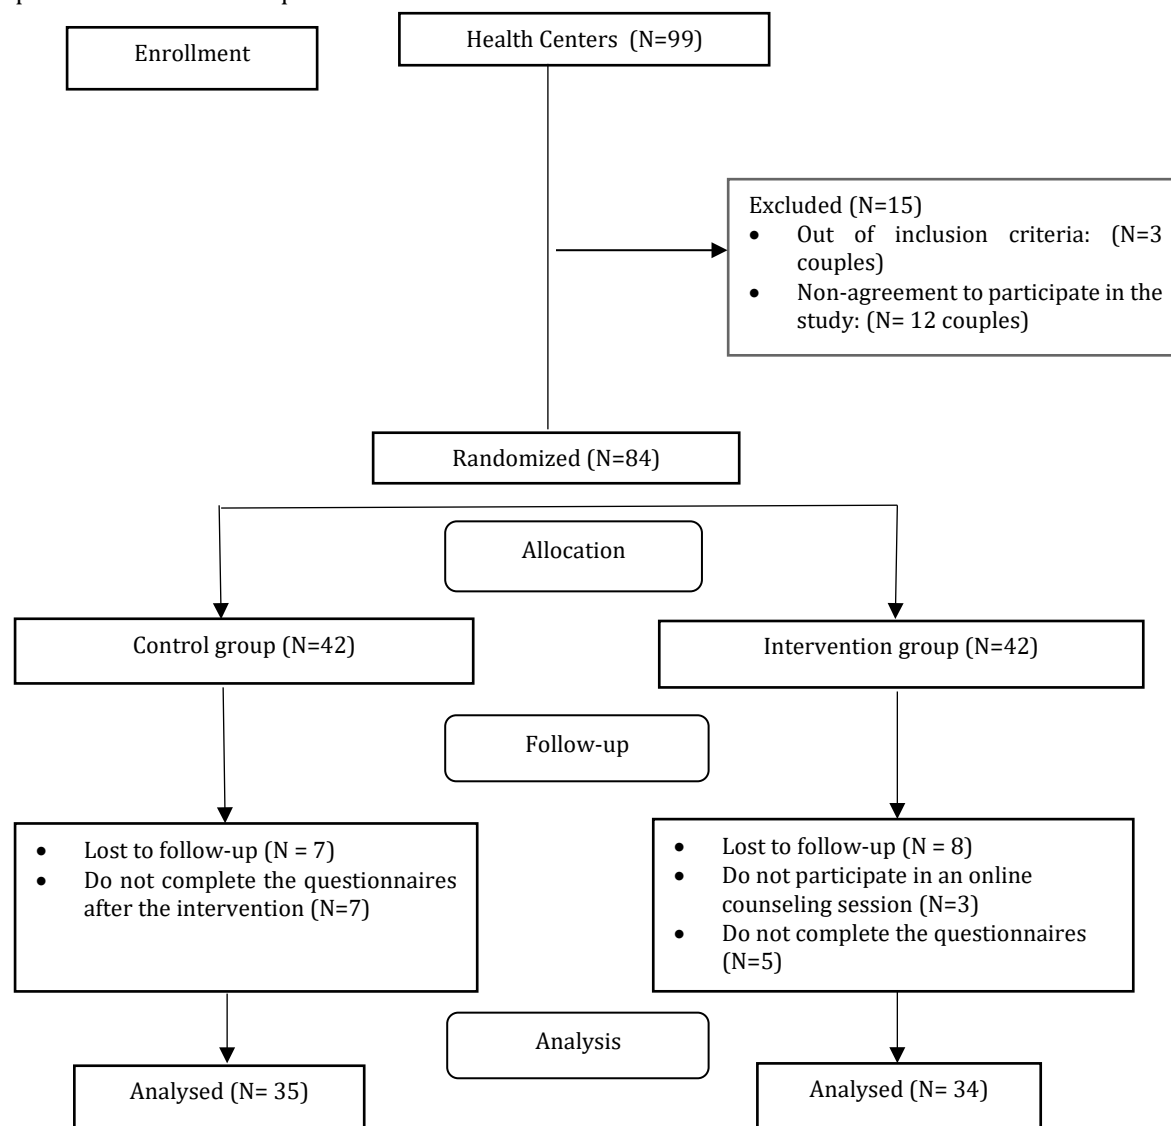 Enrollment
Health Centers (N=99)
Excluded (N=15)
• Out of inclusion criteria: (N=3
couples)
• Non-agreement to participate in the
study: (N= 12 couples)
Randomized (N=84)
Allocation
Control group (N=42)
Intervention group (N=42)
Follow-up
• Lost to follow-up (N = 7)
• Do not complete the questionnaires
after the intervention (N=7)
• Lost to follow-up (N = 8)
• Do not participate in an online
counseling session (N=3)
• Do not complete the questionnaires
(N=5)
Analysis
Analysed (N= 35)
Analysed (N= 34)